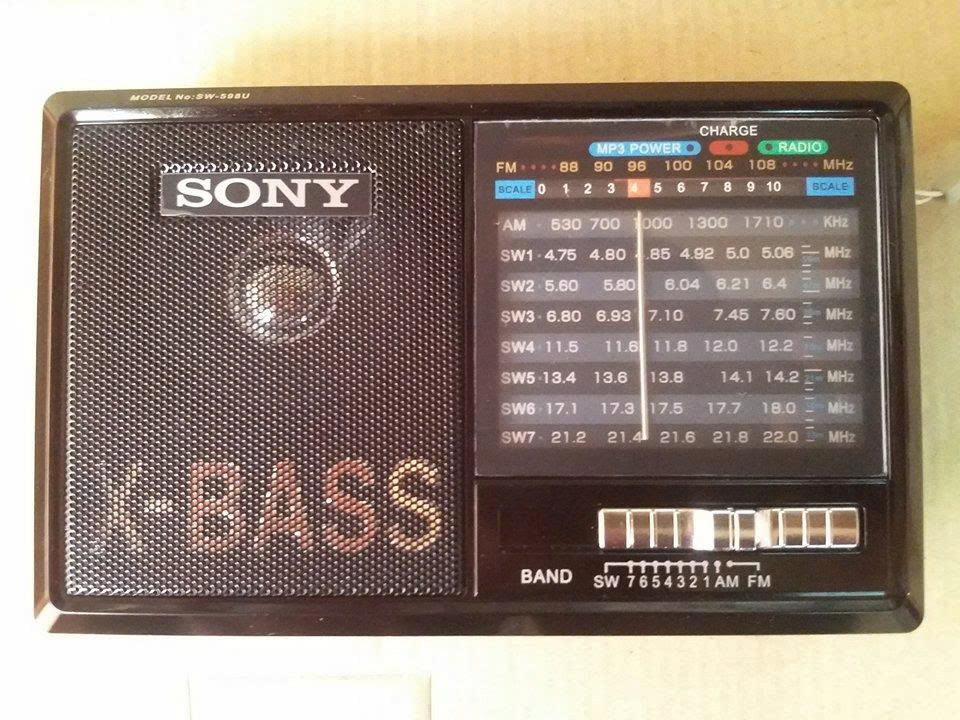 MODEL No:SW-598U
SONY
X-BASS
CHARGE
MP3 POWER RADIO
FM 88 90 96 100 104 108 MHz
SCALE 0 1 2 3 4 5 6 7 8 9 10 SCALE
AM 530 700 1000 1300 1710 KHz
SW1 4.75 4.80 4.85 4.92 5.0 5.06 MHz
SW2 5.60 5.80 6.04 6.21 6.4 MHz
SW3 6.80 6.93 7.10 7.45 7.60 MHz
SW4 11.5 11.6 11.8 12.0 12.2 MHz
SW5 13.4 13.6 13.8 14.1 14.2 MHz
SW6 17.1 17.3 17.5 17.7 18.0 MHz
SW7 21.2 21.4 21.6 21.8 22.0 MHz
BAND SW 7 6 5 4 3 2 1 AM FM